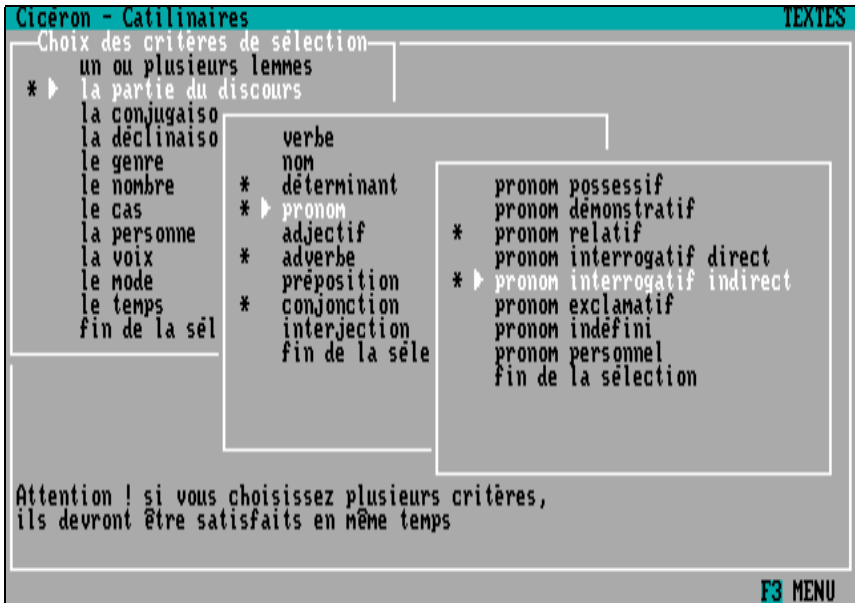 Cicéron - Catilinaires TEXTES
Choix des critères de sélection
un ou plusieurs lemmes
* la partie du discours
la conjugaiso
la déclinaiso
le genre
le nombre
le cas
la personne
la voix
le mode
le temps
fin de la sél
verbe
nom
* déterminant
* pronom
adjectif
* adverbe
préposition
* conjonction
interjection
fin de la séle
pronom possessif
pronom démonstratif
* pronom relatif
pronom interrogatif direct
* pronom interrogatif indirect
pronom exclamatif
pronom indéfini
pronom personnel
fin de la sélection
Attention ! si vous choisissez plusieurs critères,
ils devront être satisfaits en même temps
F3 MENU